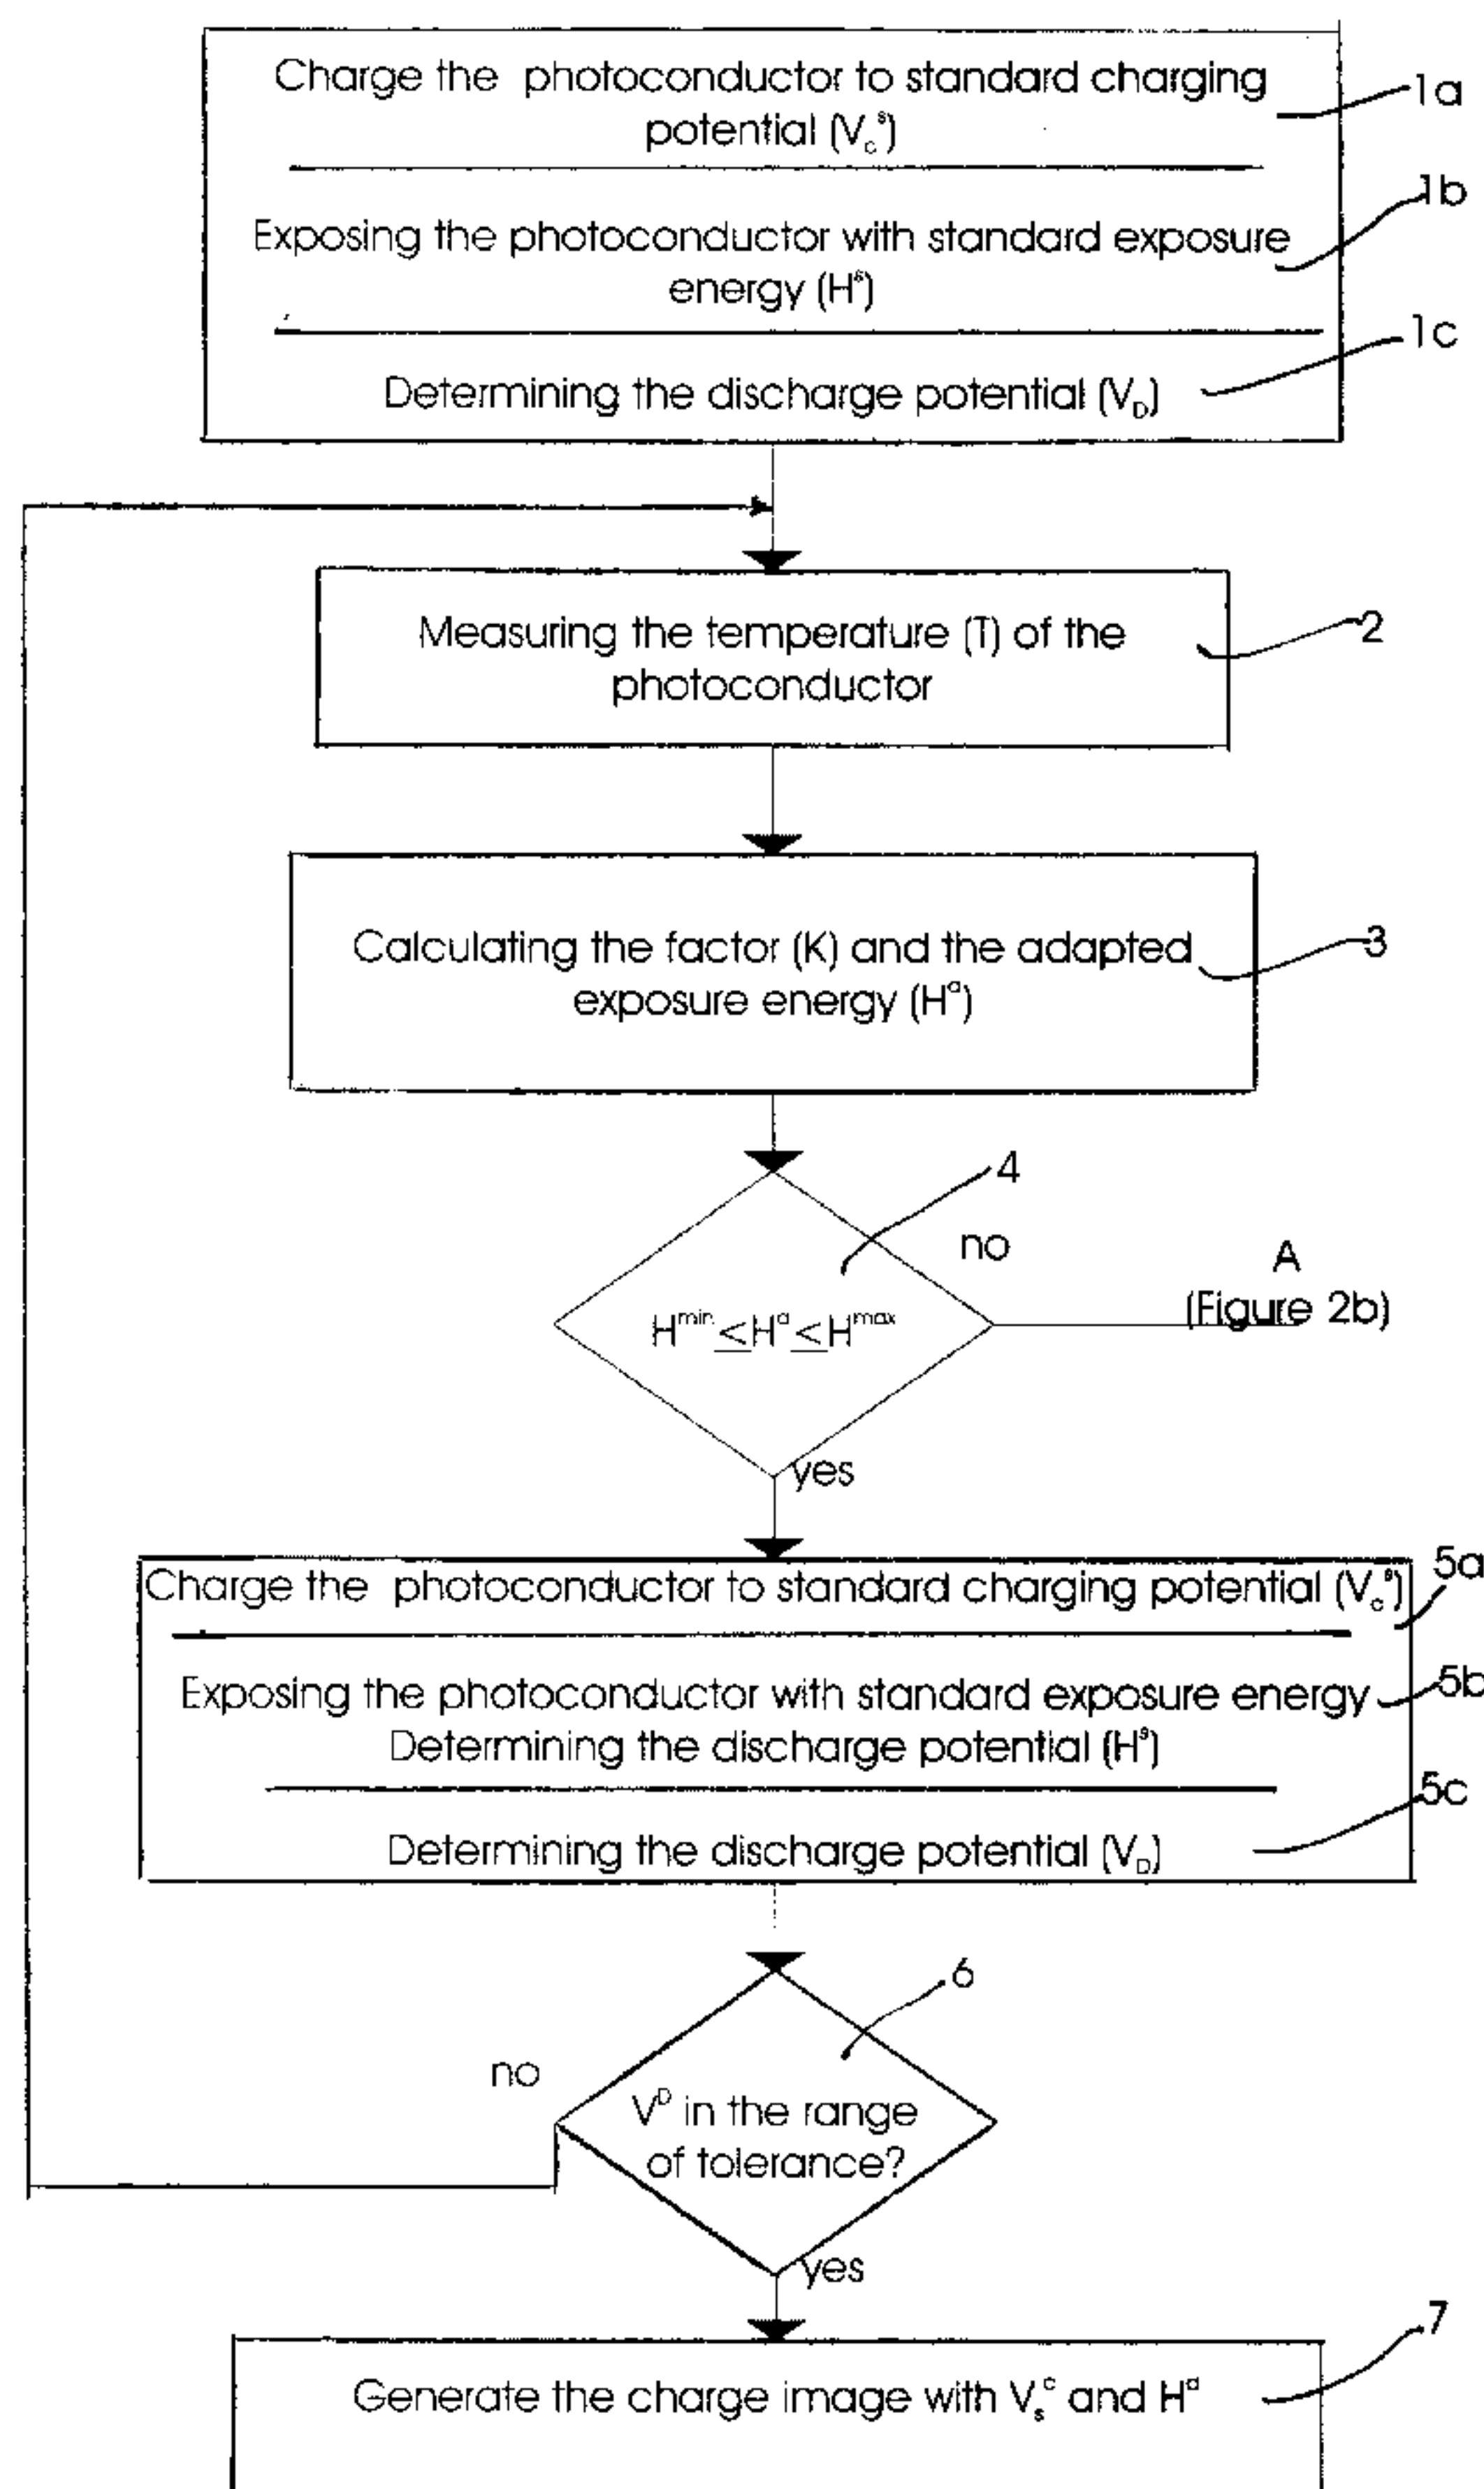 Charge the photoconductor to standard charging
potential (V_c^s)
1a
Exposing the photoconductor with standard exposure
energy (H^s)
1b
Determining the discharge potential (V_D)
1c
Measuring the temperature (T) of the
photoconductor
2
Calculating the factor (K) and the adapted
exposure energy (H^a)
3
4
no
H^min ≤ H^a ≤ H^max
A
(Figure 2b)
yes
Charge the photoconductor to standard charging potential (V_c^s)
5a
Exposing the photoconductor with standard exposure energy
5b
Determining the discharge potential (H^s)
Determining the discharge potential (V_D)
5c
6
no
V^D in the range
of tolerance?
yes
Generate the charge image with V_s^c and H^a
7